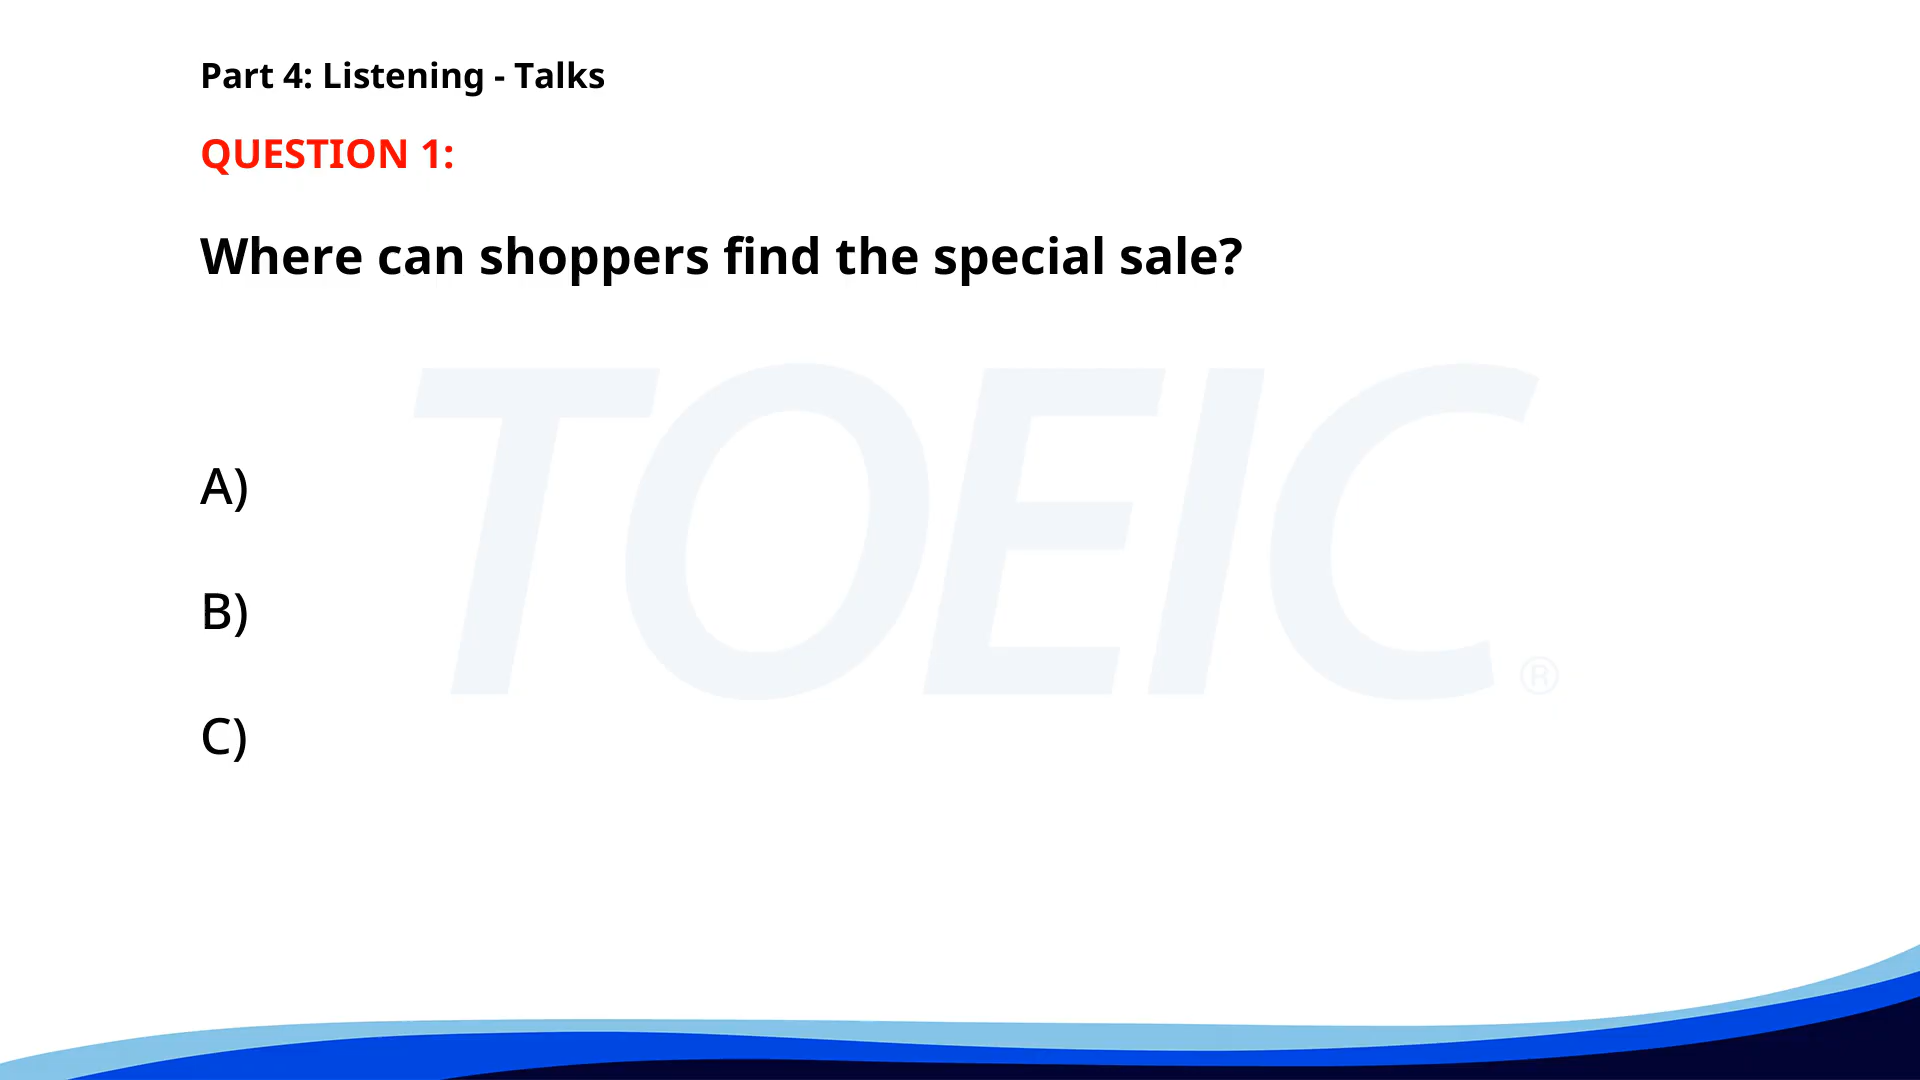 Part 4: Listening - Talks
QUESTION 1:
Where can shoppers find the special sale?
TOEIC®
A)
B)
C)